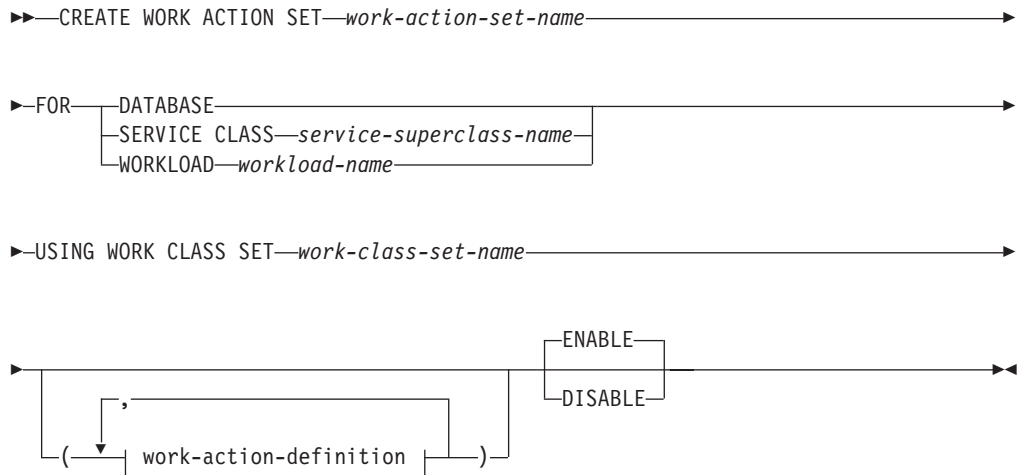 CREATE WORK ACTION SET work-action-set-name
FOR DATABASE
SERVICE CLASS service-superclass-name
WORKLOAD workload-name
USING WORK CLASS SET work-class-set-name
ENABLE
DISABLE
,
( work-action-definition )